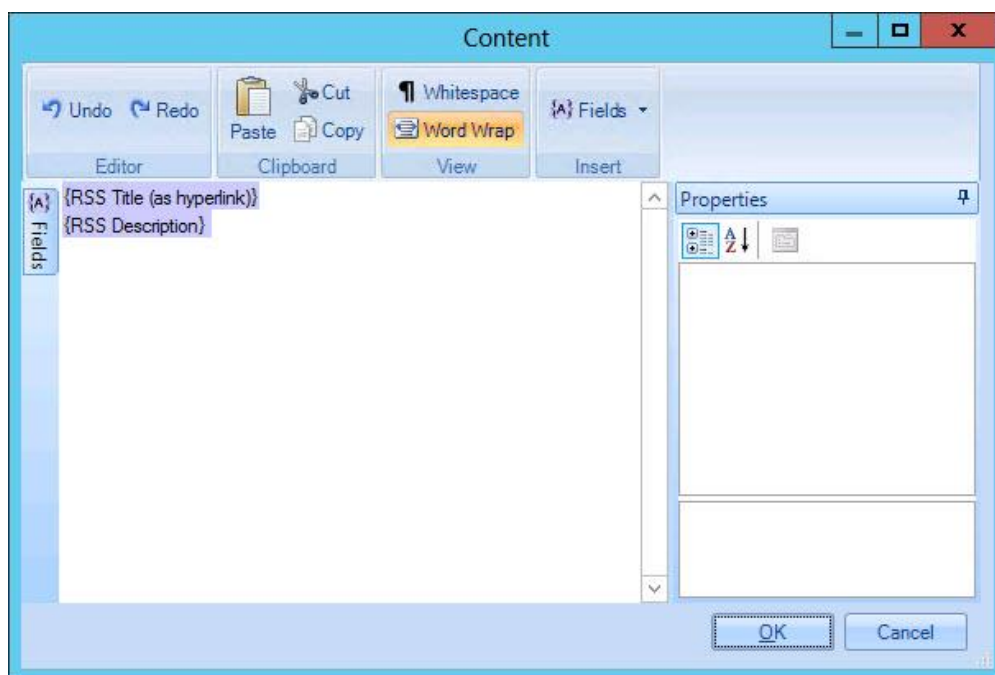 Content
Undo Redo
Editor
Paste
Cut
Copy
Clipboard
¶ Whitespace
Word Wrap
View
{A} Fields
Insert
{A} Fields
{RSS Title (as hyperlink)}
{RSS Description}
Properties
A
Z
OK
Cancel